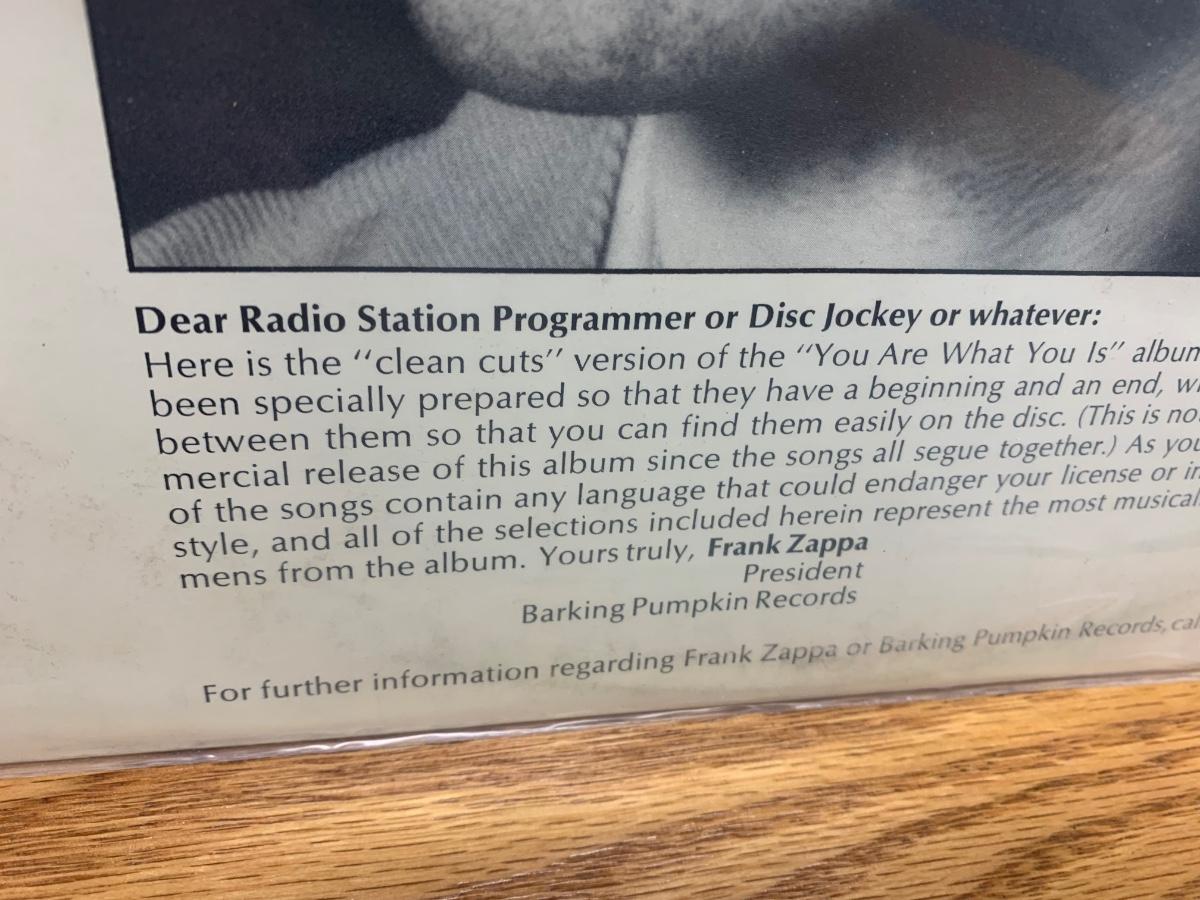 Dear Radio Station Programmer or Disc Jockey or whatever:
Here is the “clean cuts” version of the “You Are What You Is” album
been specially prepared so that they have a beginning and an end,
between them so that you can find them easily on the disc. (This is
mercial release of this album since the songs all segue together.) As
of the songs contain any language that could endanger your license or
style, and all of the selections included herein represent the most musical
mens from the album. Yours truly, Frank Zappa
President
Barking Pumpkin Records
For further information regarding Frank Zappa or Barking Pumpkin Records,